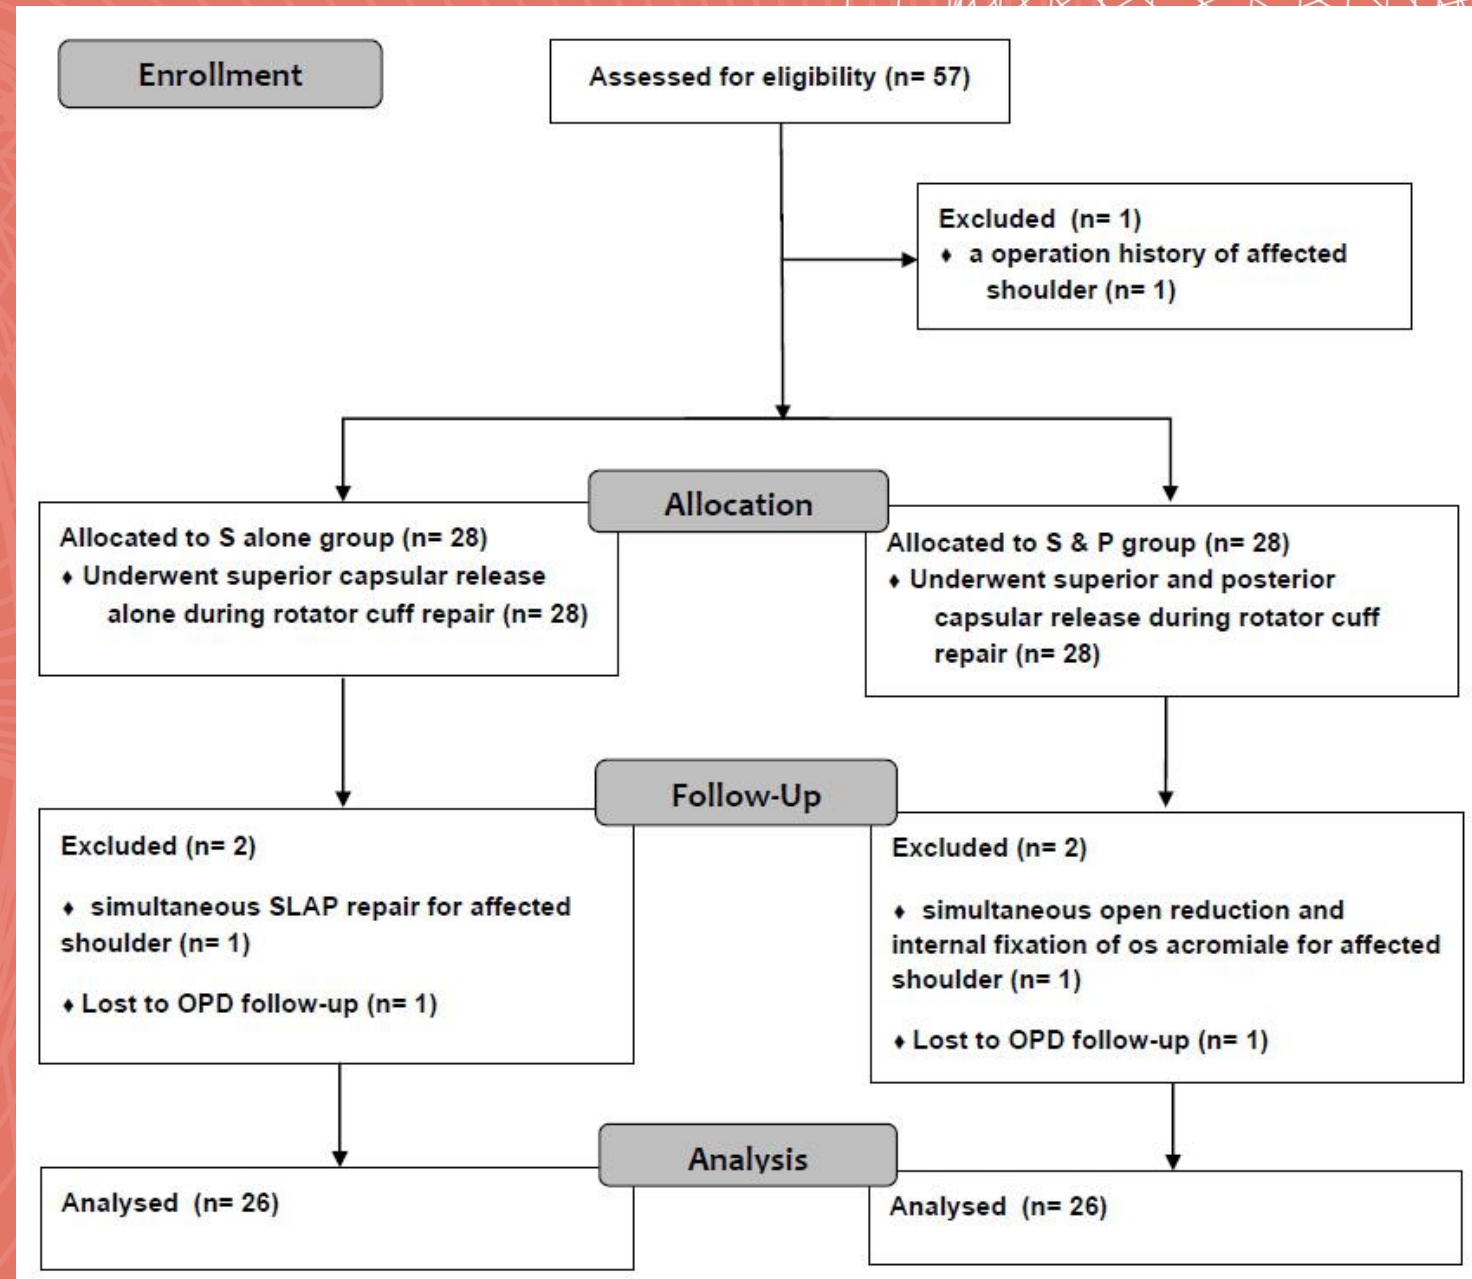 Enrollment
Assessed for eligibility (n= 57)
Excluded (n= 1)
♦ a operation history of affected
shoulder (n= 1)
Allocation
Allocated to S alone group (n= 28)
♦ Underwent superior capsular release
alone during rotator cuff repair (n= 28)
Allocated to S & P group (n= 28)
♦ Underwent superior and posterior
capsular release during rotator cuff
repair (n= 28)
Follow-Up
Excluded (n= 2)
♦ simultaneous SLAP repair for affected
shoulder (n= 1)
♦ Lost to OPD follow-up (n= 1)
Excluded (n= 2)
♦ simultaneous open reduction and
internal fixation of os acromiale for affected
shoulder (n= 1)
♦ Lost to OPD follow-up (n= 1)
Analysis
Analysed (n= 26)
Analysed (n= 26)